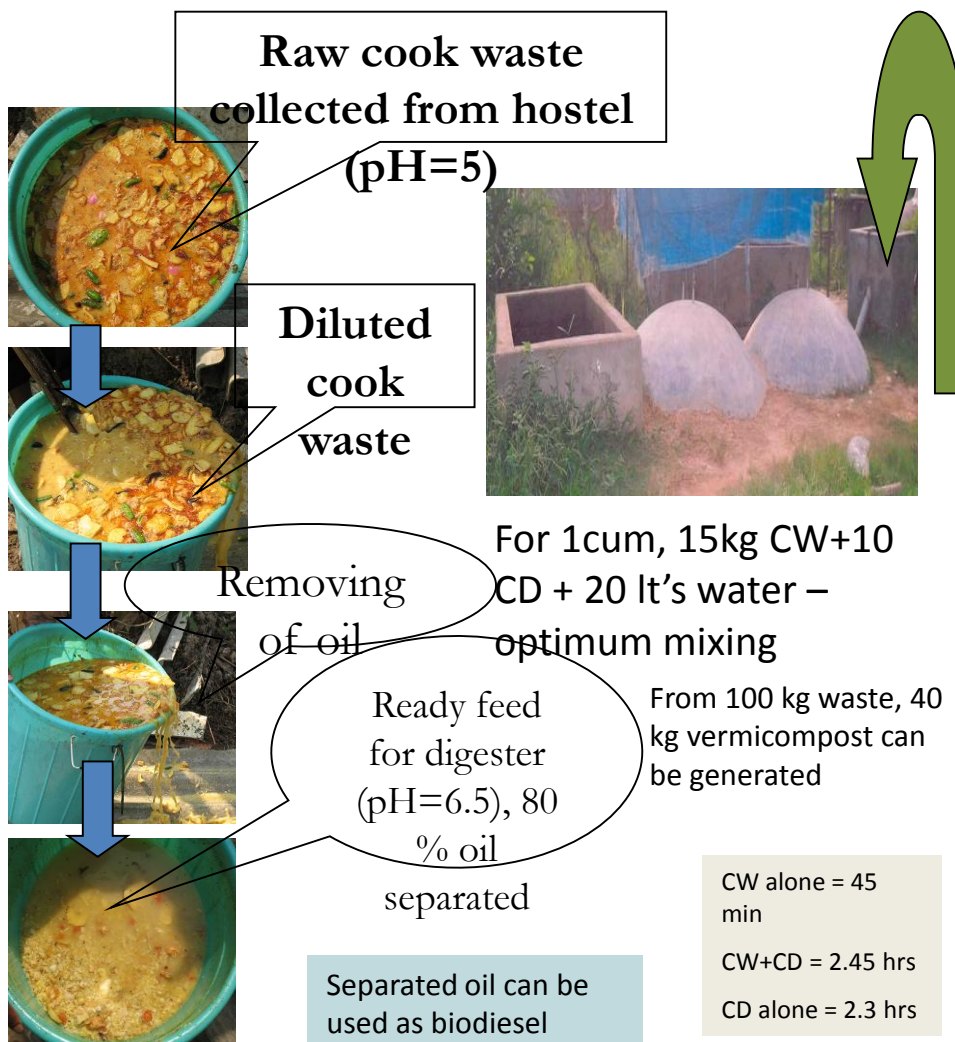 Raw cook waste
collected from hostel
(pH=5)
Diluted
cook
waste
Removing
of oil
For 1cum, 15kg CW+10
CD + 20 lt's water –
optimum mixing
Ready feed
for digester
(pH=6.5), 80
% oil
separated
From 100 kg waste, 40
kg vermicompost can
be generated
Separated oil can be
used as biodiesel
CW alone = 45
min
CW+CD = 2.45 hrs
CD alone = 2.3 hrs